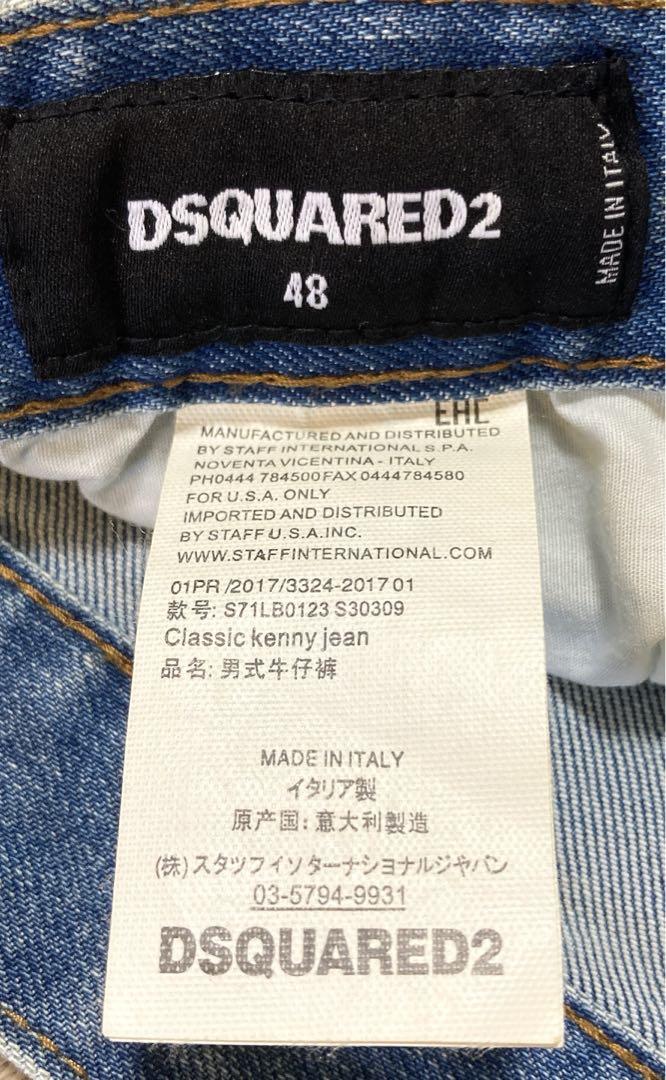 DSQUARED2
48
MADE IN ITALY
EHC
MANUFACTURED AND DISTRIBUTED
BY STAFF INTERNATIONAL S.P.A.
NOVENTA VICENTINA - ITALY
PH0444 784500 FAX 0444784580
FOR U.S.A. ONLY
IMPORTED AND DISTRIBUTED
BY STAFF U.S.A. INC.
WWW.STAFFINTERNATIONAL.COM
01PR /2017/3324-2017 01
款号: S71LB0123 S30309
Classic kenny jean
品名: 男式牛仔裤
MADE IN ITALY
イタリア製
原产国: 意大利製造
(株)スタッフィソターナショナルジャパン
03-5794-9931
DSQUARED2